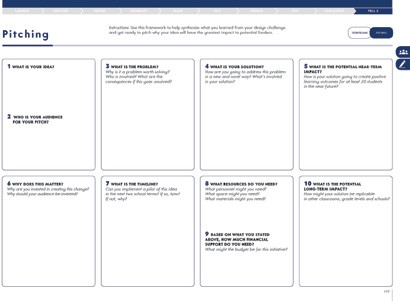 Pitching
Instructions: Use this framework to help synthesize what you learned from your design challenge
and get ready to pitch why your idea will have the greatest impact to potential funders.
1 WHAT IS YOUR IDEA?
2 WHO IS YOUR AUDIENCE
FOR YOUR PITCH?
3 WHAT IS THE PROBLEM?
Why is it a problem worth solving?
Who is involved? What are the
consequences if this goes unsolved?
4 WHAT IS YOUR SOLUTION?
How are you going to address this problem
in a new and novel way? What's involved
in your solution?
5 WHAT IS THE POTENTIAL NEAR-TERM
IMPACT?
How is your solution going to create positive
learning outcomes for at least 25 students
in the near future?
6 WHY DOES THIS MATTER?
Why are you invested in creating this change?
Why should your audience be invested?
7 WHAT IS THE TIMELINE?
Can you implement a pilot of this idea
in the next two school terms? If so, how?
If not, why?
8 WHAT RESOURCES DO YOU NEED?
What personnel might you need?
What space might you need?
What materials might you need?
9 BASED ON WHAT YOU STATED
ABOVE, HOW MUCH FINANCIAL
SUPPORT DO YOU NEED?
What might the budget be for this initiative?
10 WHAT IS THE POTENTIAL
LONG-TERM IMPACT?
How might your solution be replicable
in other classrooms, grade levels and schools?